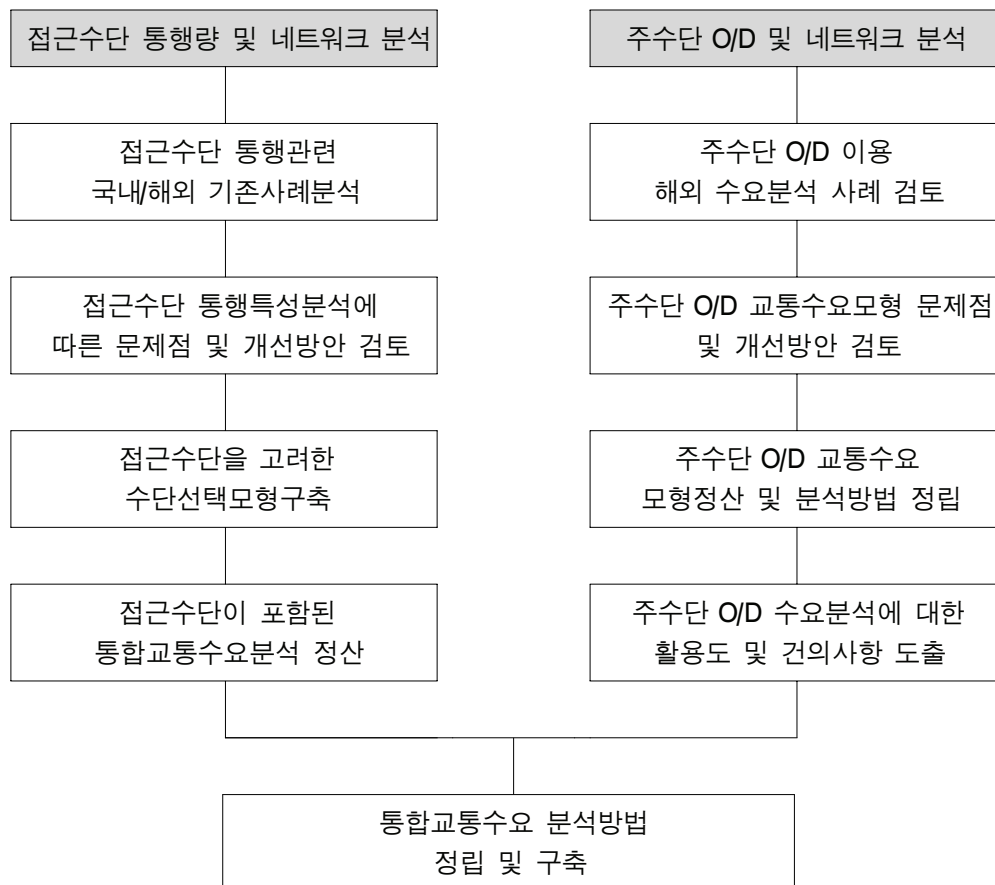 접근수단 통행량 및 네트워크 분석
접근수단 통행관련
국내/해외 기존사례분석
접근수단 통행특성분석에
따른 문제점 및 개선방안 검토
접근수단을 고려한
수단선택모형구축
접근수단이 포함된
통합교통수요분석 정산
주수단 O/D 및 네트워크 분석
주수단 O/D 이용
해외 수요분석 사례 검토
주수단 O/D 교통수요모형 문제점
및 개선방안 검토
주수단 O/D 교통수요
모형정산 및 분석방법 정립
주수단 O/D 수요분석에 대한
활용도 및 건의사항 도출
통합교통수요 분석방법
정립 및 구축